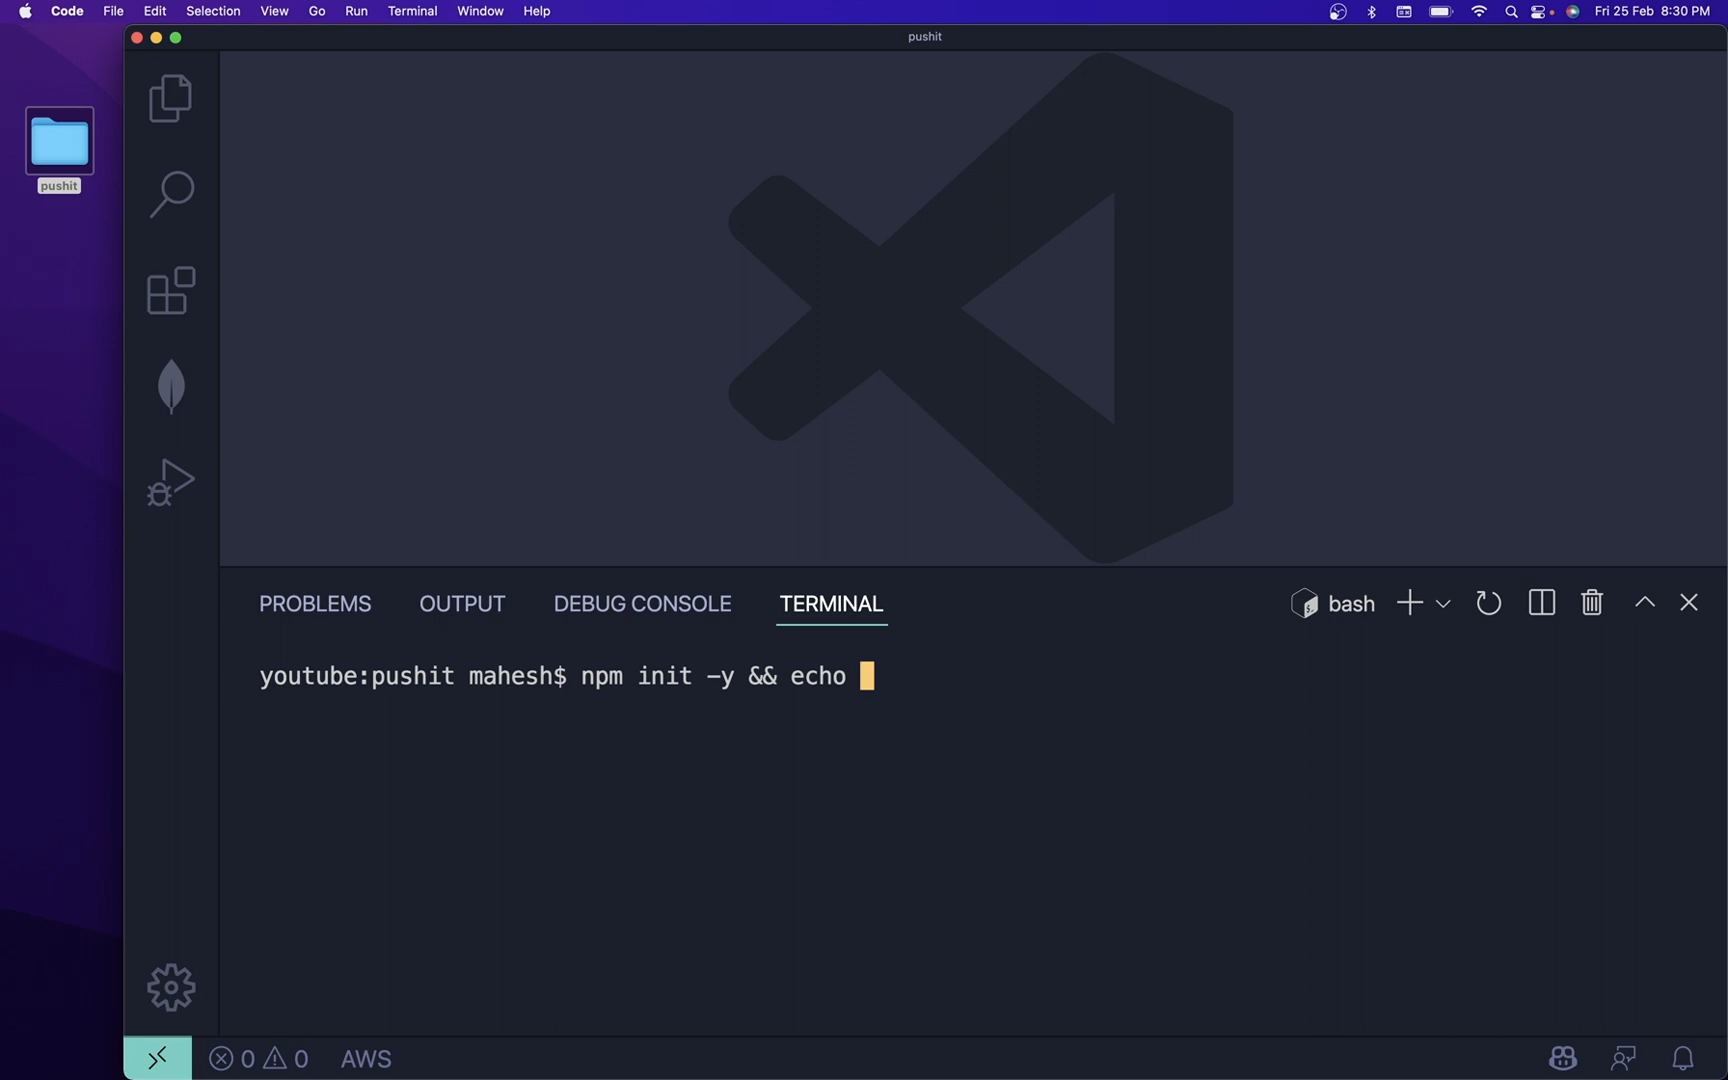 Code File Edit Selection View Go Run Terminal Window Help Fri 25 Feb 8:30 PM
pushit
pushit
PROBLEMS OUTPUT DEBUG CONSOLE TERMINAL bash
youtube:pushit mahesh$ npm init -y && echo
0 0 AWS